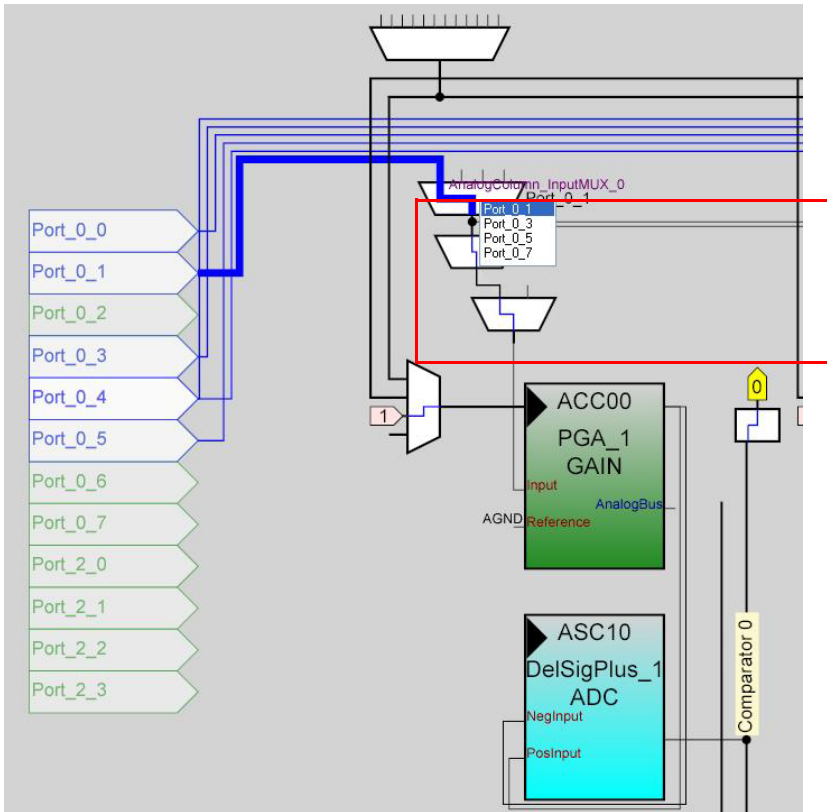 AnalogColumn_InputMUX_0
Port_0_1
Port_0_1
Port_0_3
Port_0_5
Port_0_7
Port_0_0
Port_0_1
Port_0_2
Port_0_3
Port_0_4
Port_0_5
Port_0_6
Port_0_7
Port_2_0
Port_2_1
Port_2_2
Port_2_3
1
0
ACC00
PGA_1
GAIN
Input
AnalogBus
AGND
Reference
ASC10
DelSigPlus_1
ADC
NegInput
PosInput
Comparator 0